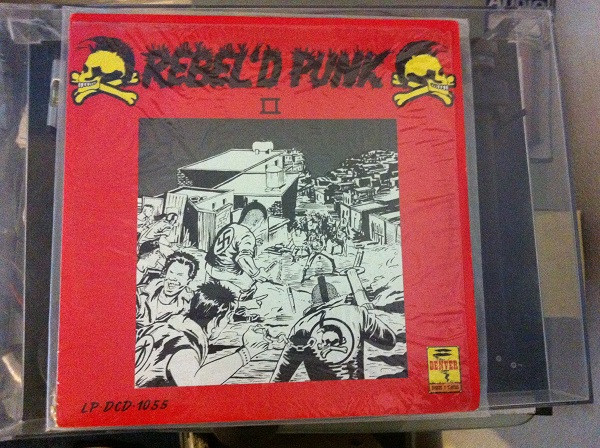 REBEL'D PUNK
II
LP-DCD-1055
DENVER